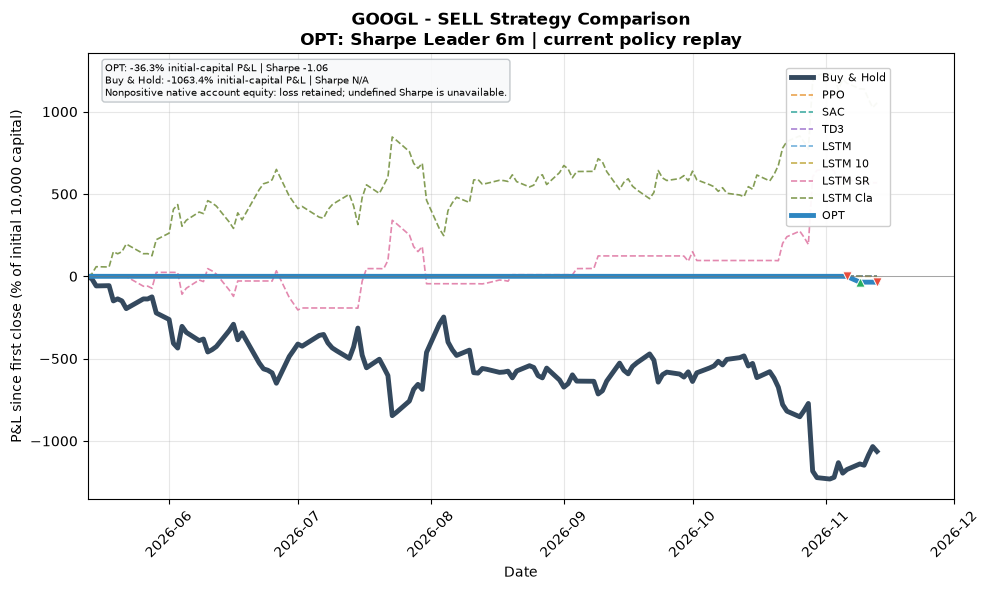 GOOGL - SELL Strategy Comparison
OPT: Sharpe Leader 6m | current policy replay
OPT: -36.3% initial-capital P&L | Sharpe -1.06
Buy & Hold: -1063.4% initial-capital P&L | Sharpe N/A
Nonpositive native account equity: loss retained; undefined Sharpe is unavailable.
Buy & Hold
PPO
SAC
TD3
LSTM
LSTM 10
LSTM SR
LSTM Cla
OPT
P&L since first close (% of initial 10,000 capital)
1000
500
0
−500
−1000
2026-06
2026-07
2026-08
2026-09
2026-10
2026-11
2026-12
Date